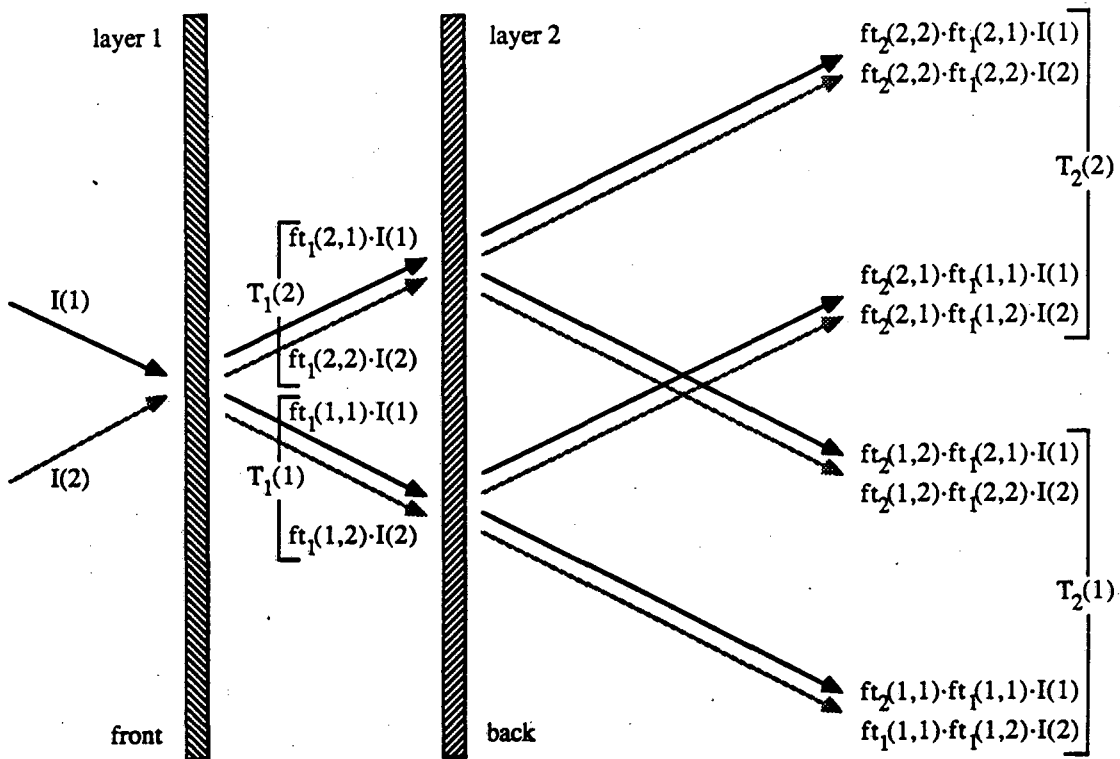 layer 1
layer 2
ft₂(2,2)·ft₁(2,1)·I(1)
ft₂(2,2)·ft₁(2,2)·I(2)
T₂(2)
ft₁(2,1)·I(1)
T₁(2)
ft₁(2,2)·I(2)
ft₂(2,1)·ft₁(1,1)·I(1)
ft₂(2,1)·ft₁(1,2)·I(2)
I(1)
I(2)
ft₁(1,1)·I(1)
T₁(1)
ft₁(1,2)·I(2)
ft₂(1,2)·ft₁(2,1)·I(1)
ft₂(1,2)·ft₁(2,2)·I(2)
T₂(1)
ft₂(1,1)·ft₁(1,1)·I(1)
ft₁(1,1)·ft₁(1,2)·I(2)
front
back